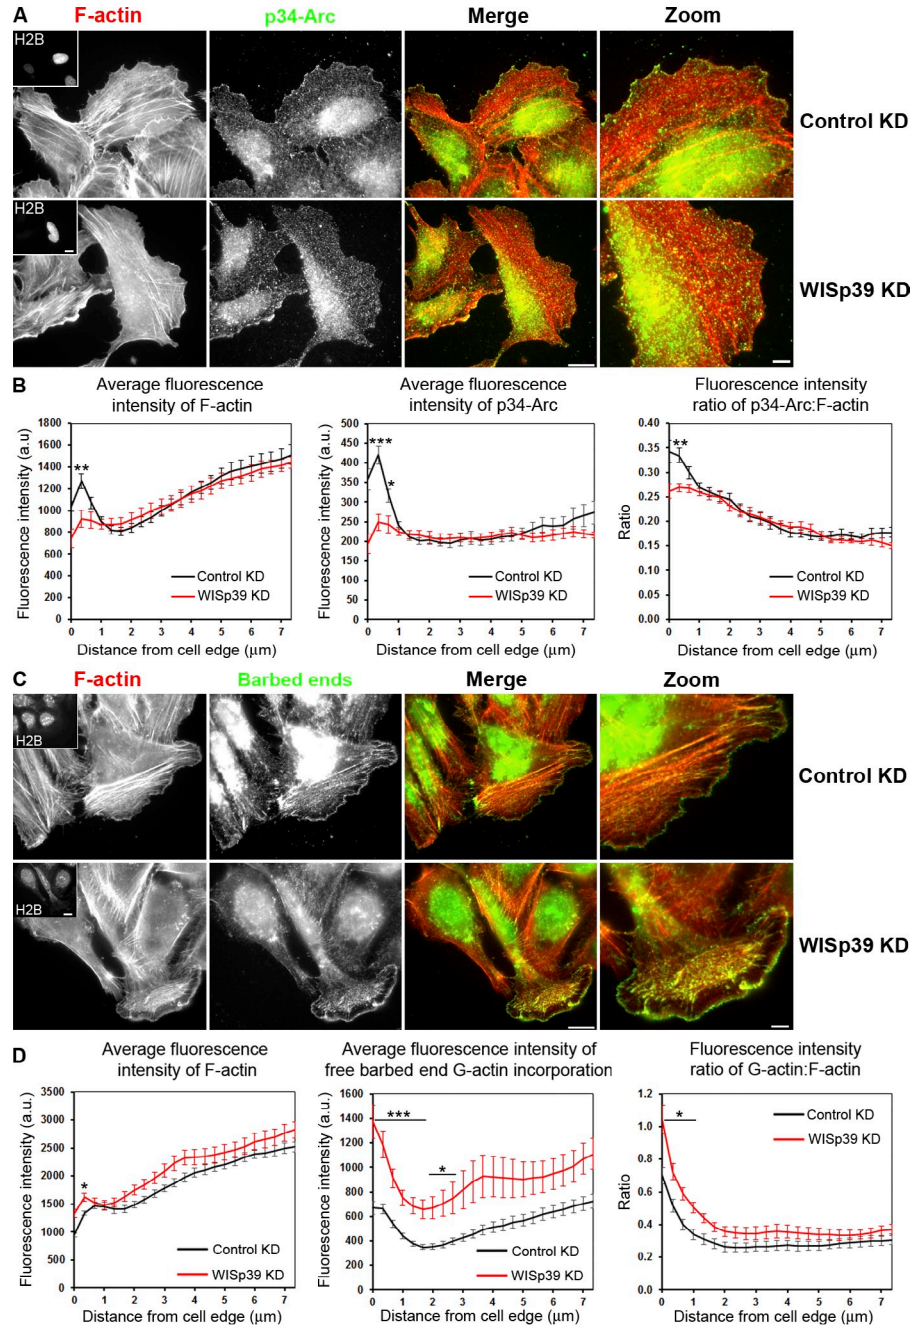 A F-actin p34-Arc Merge Zoom
H2B
Control KD
H2B
WISp39 KD
B
Average fluorescence
intensity of F-actin
Fluorescence intensity (a.u)
1800
1600
1400
1200
1000
800
600
400
200
0
**
Control KD
WISp39 KD
0 1 2 3 4 5 6 7
Distance from cell edge (μm)
Average fluorescence
intensity of p34-Arc
Fluorescence intensity (a.u.)
500
450
400
350
300
250
200
150
100
50
0
***
*
Control KD
WISp39 KD
0 1 2 3 4 5 6 7
Distance from cell edge (μm)
Fluorescence intensity
ratio of p34-Arc:F-actin
Ratio
0.40
0.35
0.30
0.25
0.20
0.15
0.10
0.05
0.00
**
Control KD
WISp39 KD
0 1 2 3 4 5 6 7
Distance from cell edge (μm)
C F-actin Barbed ends Merge Zoom
H2B
Control KD
H2B
WISp39 KD
D
Average fluorescence
intensity of F-actin
Fluorescence intensity (a.u.)
3500
3000
2500
2000
1500
1000
500
0
*
Control KD
WISp39 KD
0 1 2 3 4 5 6 7
Distance from cell edge (μm)
Average fluorescence intensity of
free barbed end G-actin incorporation
Fluorescence intensity (a.u.)
1600
1400
1200
1000
800
600
400
200
0
***
*
Control KD
WISp39 KD
0 1 2 3 4 5 6 7
Distance from cell edge (μm)
Fluorescence intensity
ratio of G-actin:F-actin
Ratio
1.2
1.0
0.8
0.6
0.4
0.2
0.0
*
Control KD
WISp39 KD
0 1 2 3 4 5 6 7
Distance from cell edge (μm)